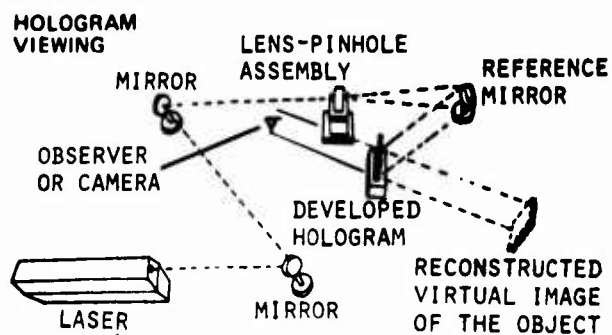 HOLOGRAM
VIEWING
LENS-PINHOLE
ASSEMBLY
MIRROR
REFERENCE
MIRROR
OBSERVER
OR CAMERA
DEVELOPED
HOLOGRAM
RECONSTRUCTED
VIRTUAL IMAGE
OF THE OBJECT
MIRROR
LASER